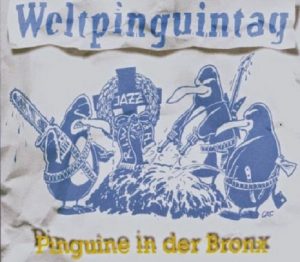 Weltpinguintag
JAZZ
Pinguine in der Bronx